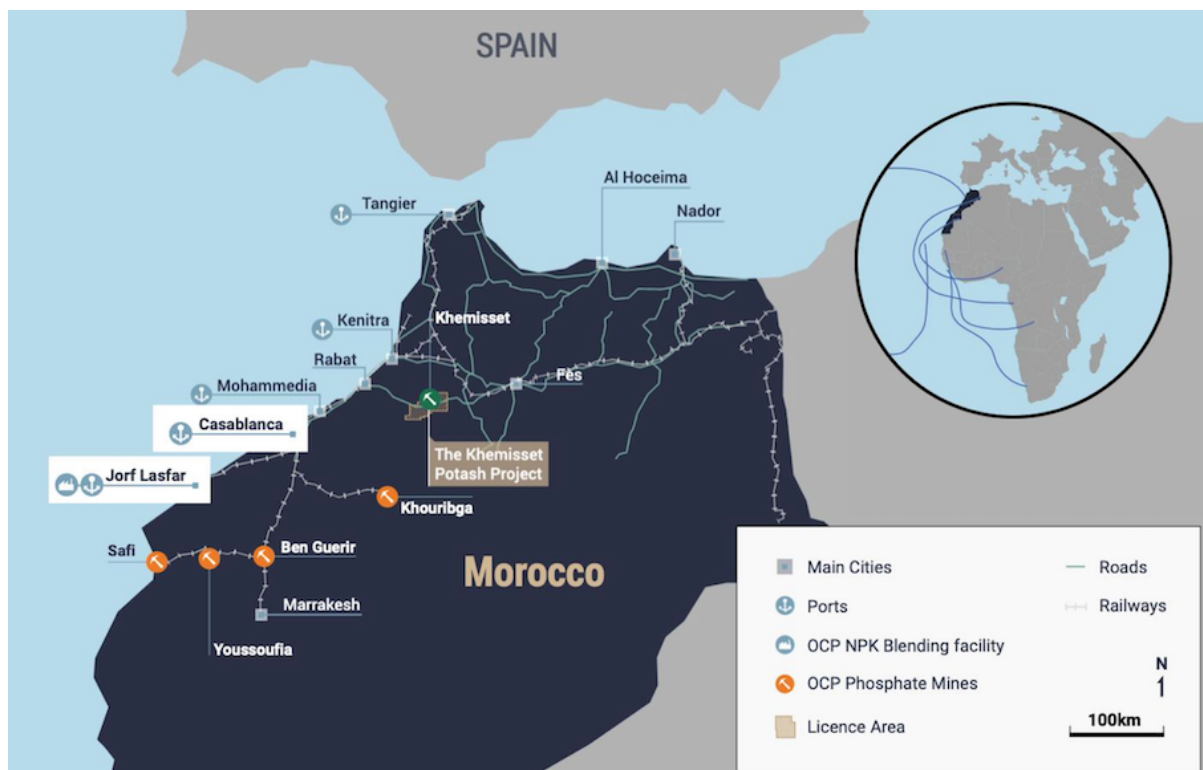 SPAIN
Al Hoceima
Tangier
Nador
Khemisset
Kenitra
Rabat
Fès
Mohammedia
Casablanca
The Khemisset
Potash Project
Jorf Lasfar
Khouribga
Safi
Ben Guerir
Morocco
Marrakesh
Youssoufia
Main Cities
Roads
Ports
Railways
OCP NPK Blending facility
OCP Phosphate Mines
N
Licence Area
100km